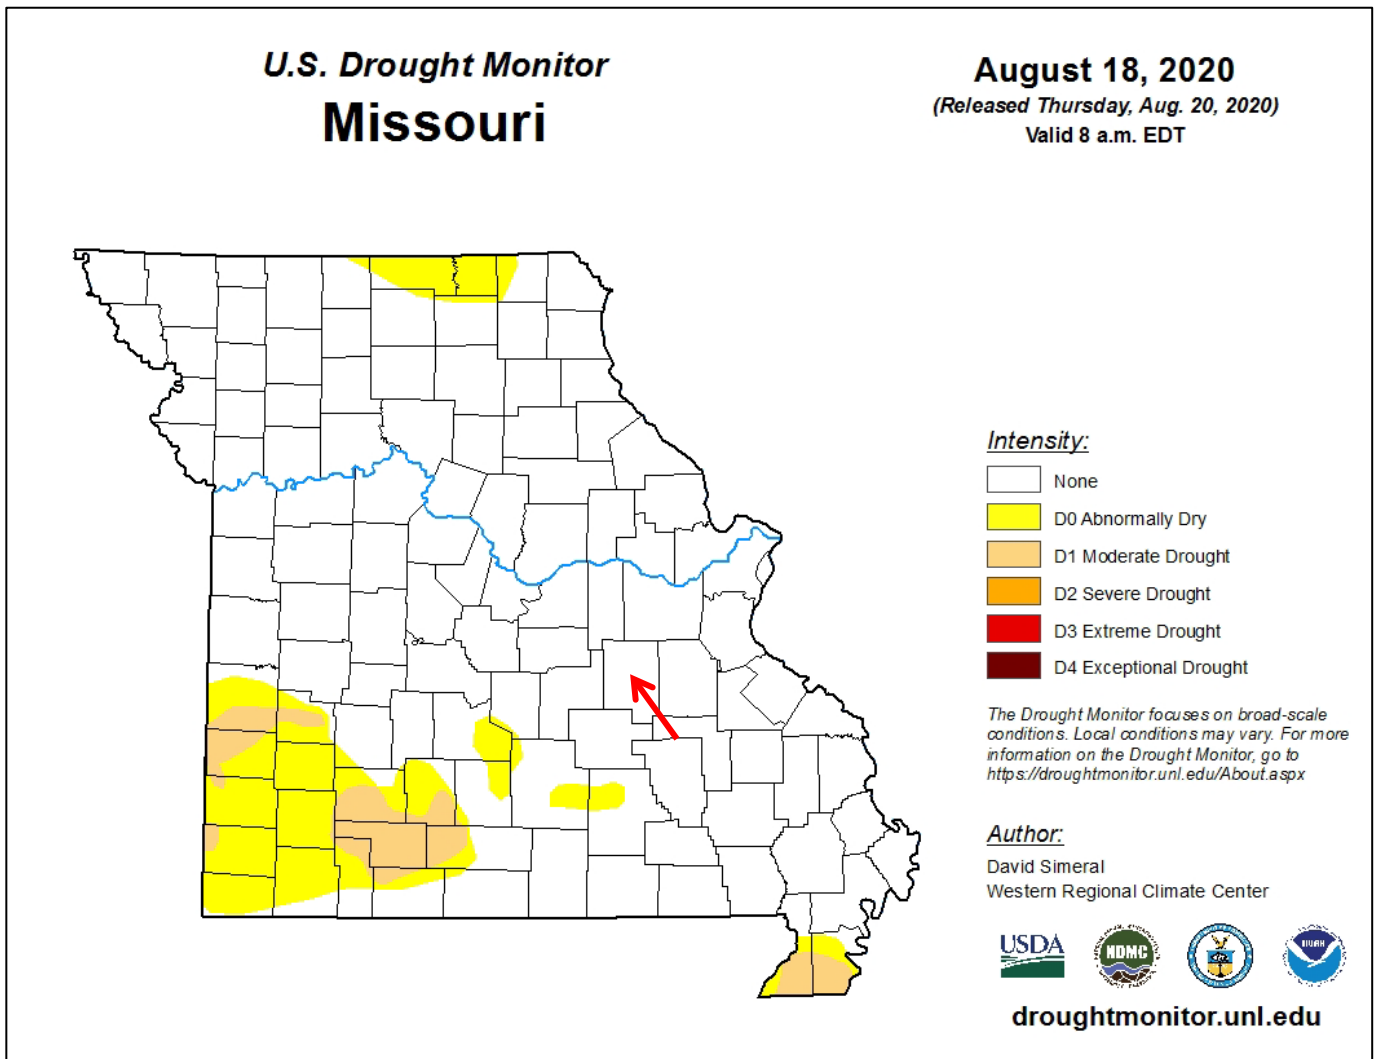 U.S. Drought Monitor
Missouri
August 18, 2020
(Released Thursday, Aug. 20, 2020)
Valid 8 a.m. EDT
Intensity:
None
D0 Abnormally Dry
D1 Moderate Drought
D2 Severe Drought
D3 Extreme Drought
D4 Exceptional Drought
The Drought Monitor focuses on broad-scale
conditions. Local conditions may vary. For more
information on the Drought Monitor, go to
https://droughtmonitor.unl.edu/About.aspx
Author:
David Simeral
Western Regional Climate Center
USDA
NDMC
NOAA
droughtmonitor.unl.edu